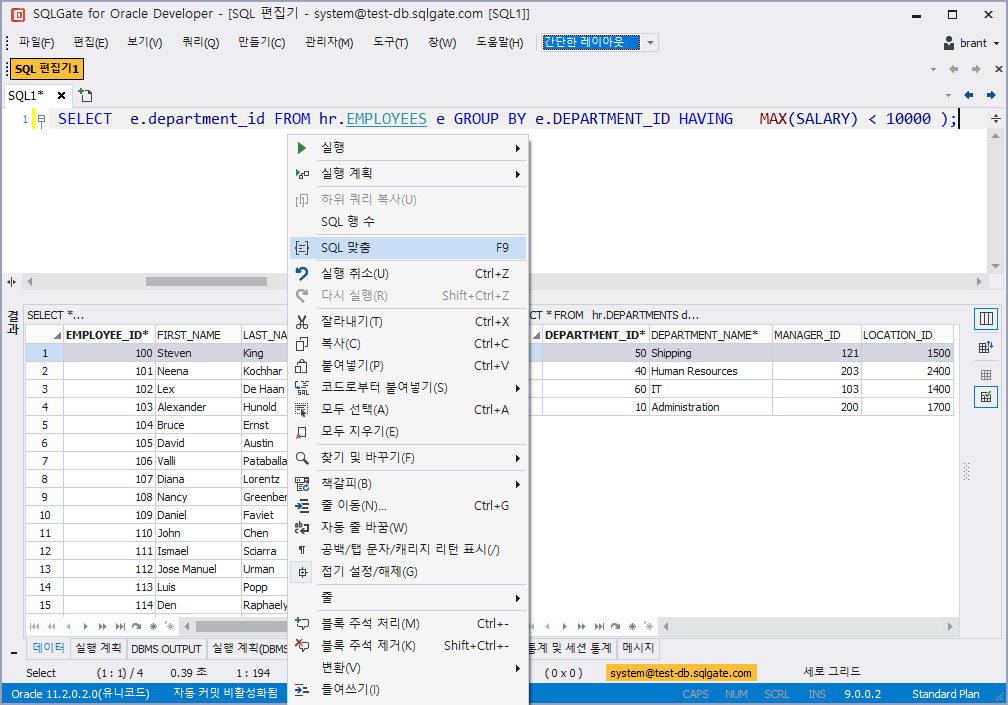 SQLGate for Oracle Developer - [SQL 편집기 - system@test-db.sqlgate.com [SQL1]]
파일(F) 편집(E) 보기(V) 쿼리(Q) 만들기(C) 관리자(M) 도구(T) 창(W) 도움말(H) 간단한 레이아웃 brant
SQL 편집기1
SQL1*
1 SELECT e.department_id FROM hr.EMPLOYEES e GROUP BY e.DEPARTMENT_ID HAVING MAX(SALARY) < 10000 );
실행
실행 계획
하위 쿼리 복사(U)
SQL 행 수
SQL 맞춤 F9
실행 취소(U) Ctrl+Z
다시 실행(R) Shift+Ctrl+Z
잘라내기(T) Ctrl+X
복사(C) Ctrl+C
붙여넣기(P) Ctrl+V
코드로부터 붙여넣기(S)
모두 선택(A) Ctrl+A
모두 지우기(E)
찾기 및 바꾸기(F)
책갈피(B)
줄 이동(N)... Ctrl+G
자동 줄 바꿈(W)
공백/탭 문자/캐리지 리턴 표시(/)
접기 설정/해제(G)
줄
블록 주석 처리(M) Ctrl+-
블록 주석 제거(K) Shift+Ctrl+-
변환(V)
들여쓰기(I)
결과
SELECT *...
EMPLOYEE_ID* FIRST_NAME LAST_NA
1 100 Steven King
2 101 Neena Kochhar
3 102 Lex De Haan
4 103 Alexander Hunold
5 104 Bruce Ernst
6 105 David Austin
7 106 Valli Pataballa
8 107 Diana Lorentz
9 108 Nancy Greenber
10 109 Daniel Faviet
11 110 John Chen
12 111 Ismael Sciarra
13 112 Jose Manuel Urman
14 113 Luis Popp
15 114 Den Raphaely
CT * FROM hr.DEPARTMENTS d...
DEPARTMENT_ID* DEPARTMENT_NAME* MANAGER_ID LOCATION_ID
50 Shipping 121 1500
40 Human Resources 203 2400
60 IT 103 1400
10 Administration 200 1700
데이터 실행 계획 DBMS OUTPUT 실행 계획(DBMS 통계 및 세션 통계 메시지
Select (1: 1) / 4 0.39 초 1 : 194 ( 0 x 0 ) system@test-db.sqlgate.com 세로 그리드
Oracle 11.2.0.2.0(유니코드) 자동 커밋 비활성화됨 CAPS NUM SCRL INS 9.0.0.2 Standard Plan